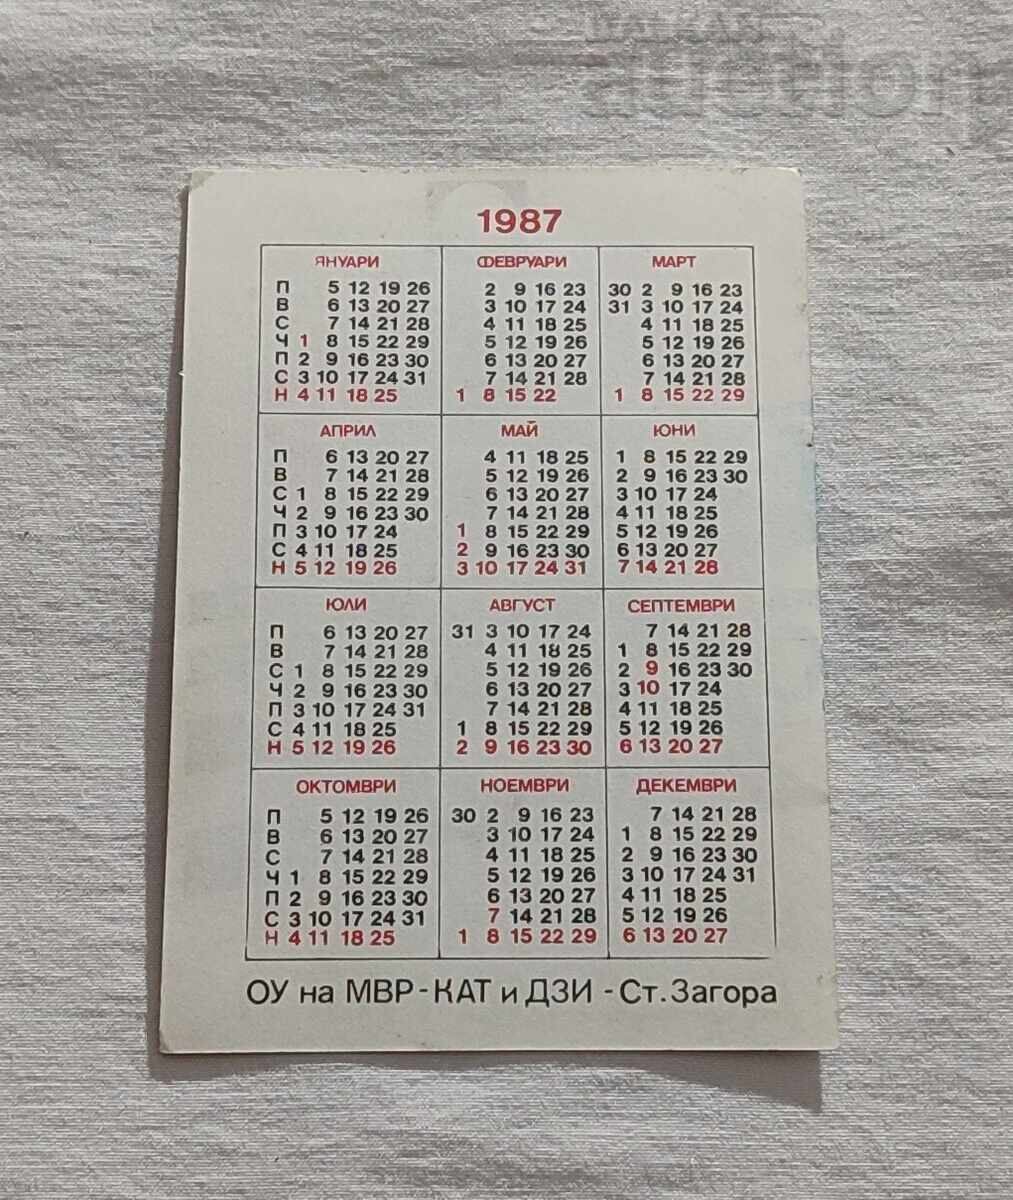 BALKAN
auction
1987
ЯНУАРИ ФЕВРУАРИ МАРТ
П 5 12 19 26 2 9 16 23 30 2 9 16 23
В 6 13 20 27 3 10 17 24 31 3 10 17 24
С 7 14 21 28 4 11 18 25 4 11 18 25
Ч 1 8 15 22 29 5 12 19 26 5 12 19 26
П 2 9 16 23 30 6 13 20 27 6 13 20 27
С 3 10 17 24 31 7 14 21 28 7 14 21 28
Н 4 11 18 25 1 8 15 22 1 8 15 22 29
АПРИЛ МАЙ ЮНИ
П 6 13 20 27 4 11 18 25 1 8 15 22 29
В 7 14 21 28 5 12 19 26 2 9 16 23 30
С 1 8 15 22 29 6 13 20 27 3 10 17 24
Ч 2 9 16 23 30 7 14 21 28 4 11 18 25
П 3 10 17 24 1 8 15 22 29 5 12 19 26
С 4 11 18 25 2 9 16 23 30 6 13 20 27
Н 5 12 19 26 3 10 17 24 31 7 14 21 28
ЮЛИ АВГУСТ СЕПТЕМВРИ
П 6 13 20 27 31 3 10 17 24 7 14 21 28
В 7 14 21 28 4 11 18 25 1 8 15 22 29
С 1 8 15 22 29 5 12 19 26 2 9 16 23 30
Ч 2 9 16 23 30 6 13 20 27 3 10 17 24
П 3 10 17 24 31 7 14 21 28 4 11 18 25
С 4 11 18 25 1 8 15 22 29 5 12 19 26
Н 5 12 19 26 2 9 16 23 30 6 13 20 27
ОКТОМВРИ НОЕМВРИ ДЕКЕМВРИ
П 5 12 19 26 30 2 9 16 23 7 14 21 28
В 6 13 20 27 3 10 17 24 1 8 15 22 29
С 7 14 21 28 4 11 18 25 2 9 16 23 30
Ч 1 8 15 22 29 5 12 19 26 3 10 17 24 31
П 2 9 16 23 30 6 13 20 27 4 11 18 25
С 3 10 17 24 31 7 14 21 28 5 12 19 26
Н 4 11 18 25 1 8 15 22 29 6 13 20 27
ОУ на МВР-КАТ и ДЗИ - Ст. Загора